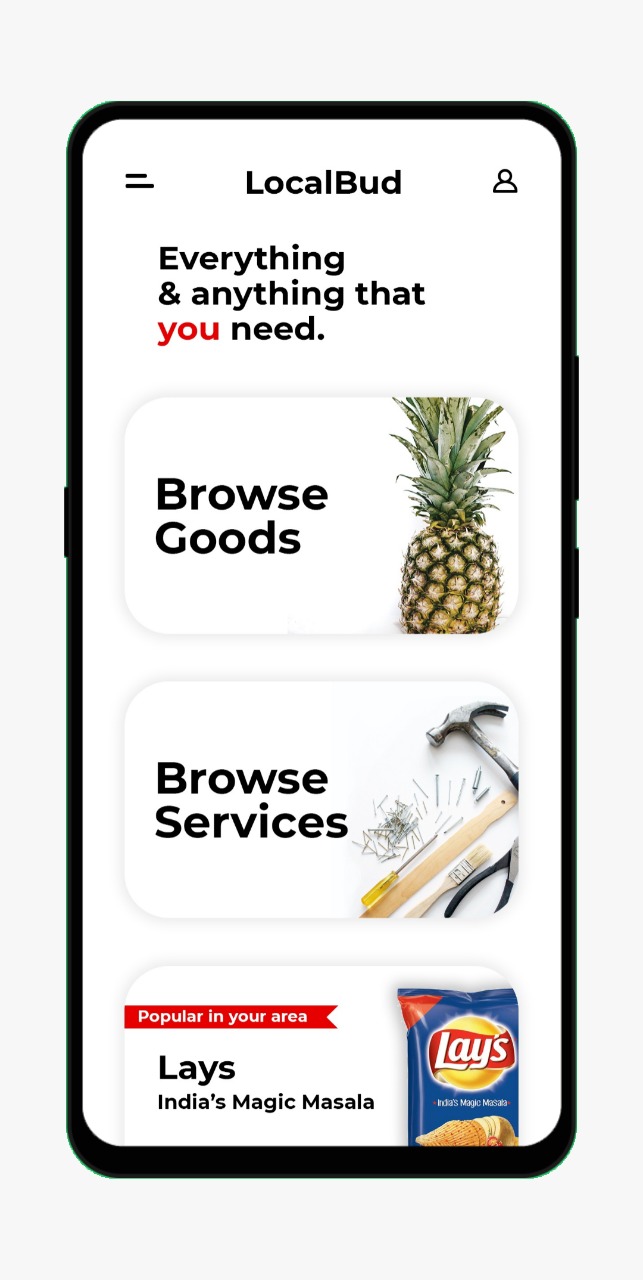 LocalBud
Everything
& anything that
you need.
Browse
Goods
Browse
Services
Popular in your area
Lays
India’s Magic Masala
Lay's
India's Magic Masala